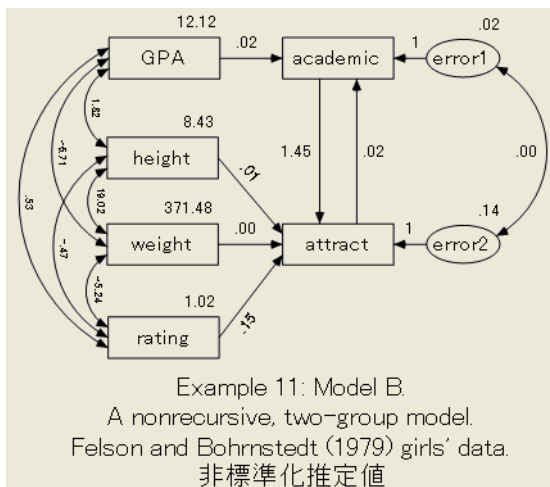 12.12
.02
GPA
.02
academic
1
error1
1.82
8.43
-6.71
height
1.45
.02
.00
.53
-.01
19.02
371.48
.14
weight
.00
attract
1
error2
-.47
-5.24
1.02
.15
rating
Example 11: Model B.
A nonrecursive, two-group model.
Felson and Bohrnstedt (1979) girls' data.
非標準化推定値